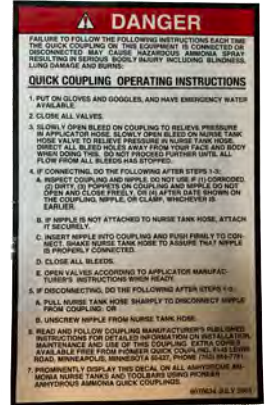 DANGER
FAILURE TO FOLLOW THE FOLLOWING INSTRUCTIONS EACH TIME
THE QUICK COUPLING ON THIS EQUIPMENT IS CONNECTED OR
DISCONNECTED MAY CAUSE HAZARDOUS AMMONIA SPRAY
RESULTING IN SERIOUS BODILY INJURY INCLUDING BLINDNESS,
LUNG DAMAGE AND BURNS:
QUICK COUPLING OPERATING INSTRUCTIONS
1. PUT ON GLOVES AND GOGGLES, AND HAVE EMERGENCY WATER
AVAILABLE.
2. CLOSE ALL VALVES.
3. SLOWLY OPEN BLEED ON COUPLING TO RELIEVE PRESSURE
IN APPLICATOR HOSE. SLOWLY OPEN BLEED ON NURSE TANK
HOSE VALVE TO RELIEVE PRESSURE IN NURSE TANK HOSE.
DIRECT ALL BLEED HOLES AWAY FROM YOUR FACE AND BODY
WHEN DOING THIS. DO NOT PROCEED FURTHER UNTIL ALL
FLOW FROM ALL BLEEDS HAS STOPPED.
4. IF CONNECTING, DO THE FOLLOWING AFTER STEPS 1-3:
A. INSPECT COUPLING AND NIPPLE. DO NOT USE IF (1) CORRODED,
(2) DIRTY, (3) POPPETS ON COUPLING AND NIPPLE DO NOT
OPEN AND CLOSE FREELY, OR (4) AFTER DATE SHOWN ON
THE COUPLING, NIPPLE, OR CLAMP, WHICHEVER IS
EARLIER.
B. IF NIPPLE IS NOT ATTACHED TO NURSE TANK HOSE, ATTACH
IT SECURELY.
C. INSERT NIPPLE INTO COUPLING AND PUSH FIRMLY TO CON-
NECT. SHAKE NURSE TANK HOSE TO ASSURE THAT NIPPLE
IS PROPERLY CONNECTED.
D. CLOSE ALL BLEEDS.
E. OPEN VALVES ACCORDING TO APPLICATOR MANUFAC-
TURER'S INSTRUCTIONS WHEN READY.
5. IF DISCONNECTING, DO THE FOLLOWING AFTER STEPS 1-3:
A. PULL NURSE TANK HOSE SHARPLY TO DISCONNECT NIPPLE
FROM COUPLING: OR
B. UNSCREW NIPPLE FROM NURSE TANK HOSE.
6. READ AND FOLLOW COUPLING MANUFACTURER'S PUBLISHED
INSTRUCTIONS FOR DETAILED INFORMATION ON INSTALLATION,
MAINTENANCE AND USE OF THIS COUPLING. EXTRA COPIES
AVAILABLE FREE FROM PIONEER QUICK COUPLING,
ROAD, MINNEAPOLIS, MINNESOTA PHONE
7. PROMINENTLY DISPLAY THIS DECAL ON ALL ANHYDROUS AM-
MONIA NURSE TANKS AND TOOLBARS USING PIONEER
ANHYDROUS AMMONIA QUICK COUPLINGS.